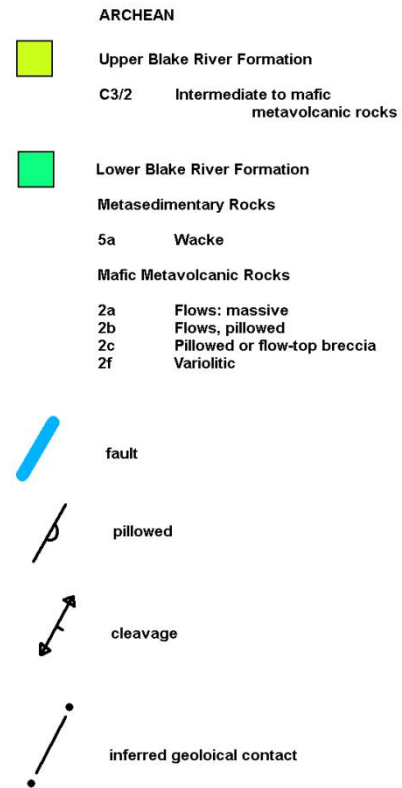 ARCHEAN
Upper Blake River Formation
C3/2 Intermediate to mafic
metavolcanic rocks
Lower Blake River Formation
Metasedimentary Rocks
5a Wacke
Mafic Metavolcanic Rocks
2a Flows: massive
2b Flows, pillowed
2c Pillowed or flow-top breccia
2f Variolitic
fault
pillowed
cleavage
inferred geoloical contact